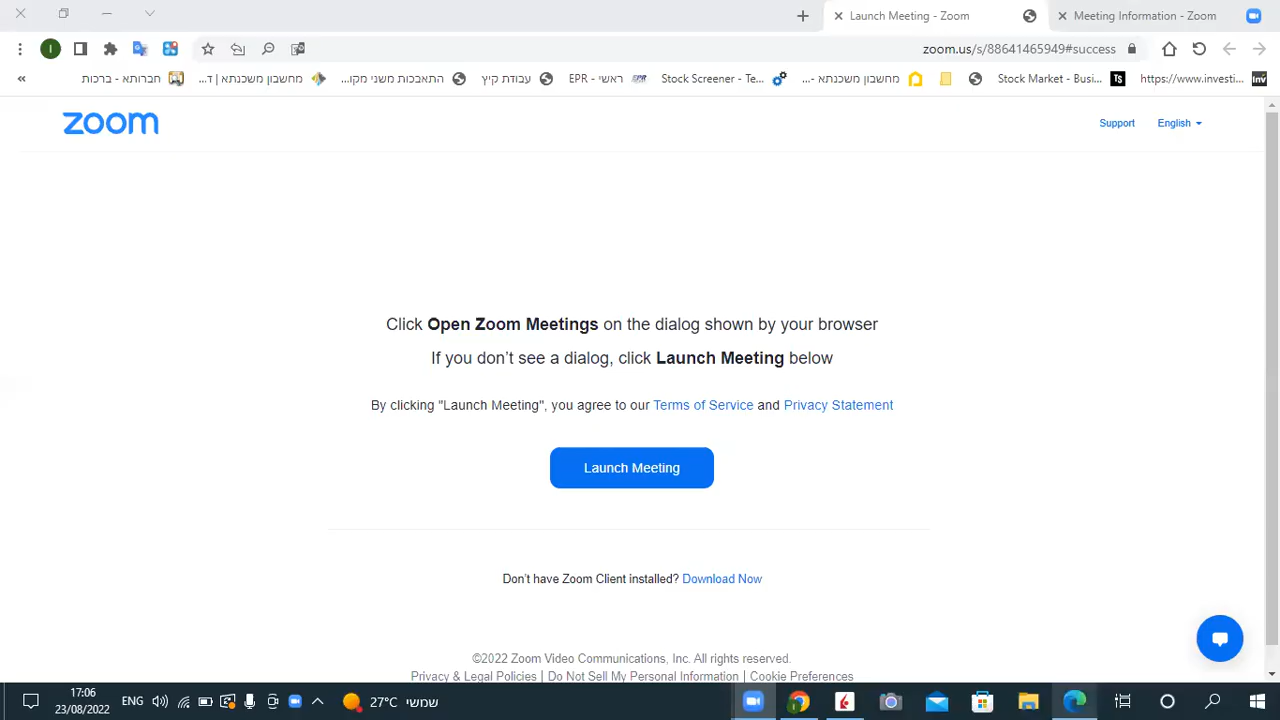 Launch Meeting - Zoom
Meeting Information - Zoom
zoom.us/s/88641465949#success
חברותא - ברכות
מחשבון משכנתא | ד...
התאבכות משני מקו...
עבודת קיץ
ראשי - EPR
Stock Screener - Te...
מחשבון משכנתא -...
Stock Market - Busi...
https://www.investi...
zoom
Support
English
Click Open Zoom Meetings on the dialog shown by your browser
If you don't see a dialog, click Launch Meeting below
By clicking "Launch Meeting", you agree to our Terms of Service and Privacy Statement
Launch Meeting
Don't have Zoom Client installed? Download Now
©2022 Zoom Video Communications, Inc. All rights reserved.
Privacy & Legal Policies | Do Not Sell My Personal Information | Cookie Preferences
17:06
23/08/2022
ENG
27°C
שמשי